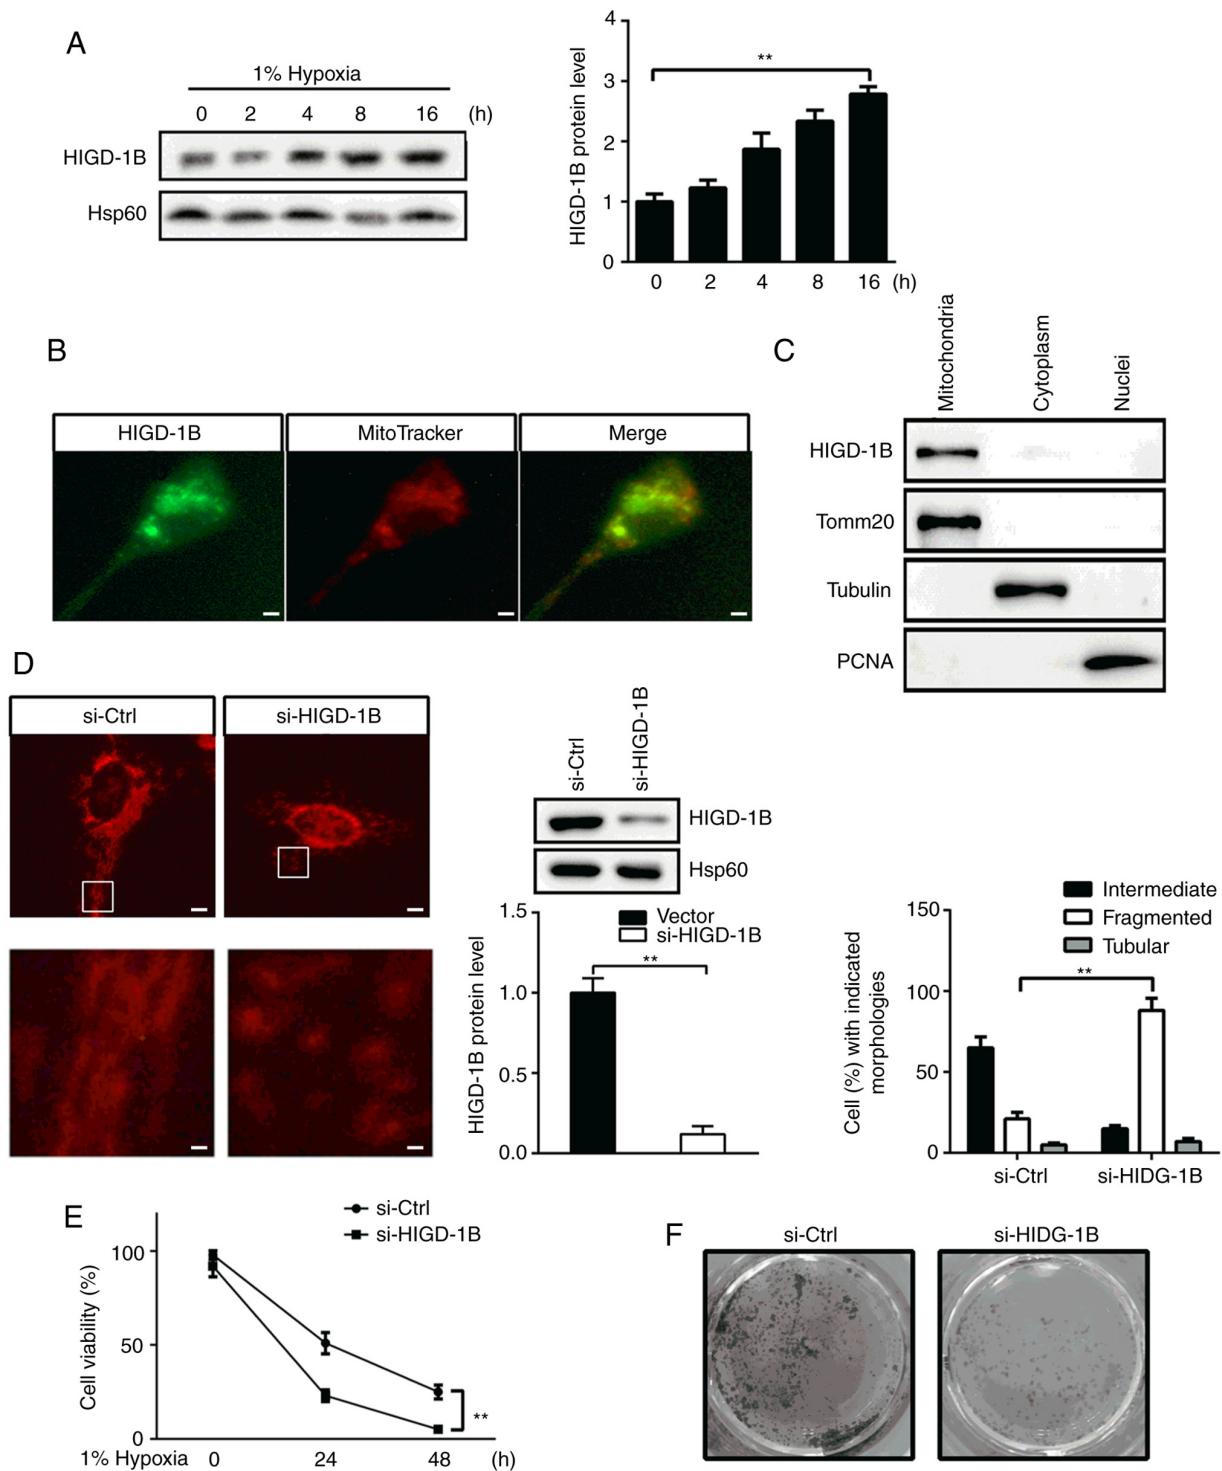 A
1% Hypoxia
0 2 4 8 16 (h)
HIGD-1B
Hsp60
HIGD-1B protein level
4
3
2
1
0
**
0 2 4 8 16 (h)
B
HIGD-1B MitoTracker Merge
C
Mitochondria Cytoplasm Nuclei
HIGD-1B
Tomm20
Tubulin
PCNA
D
si-Ctrl si-HIGD-1B
si-Ctrl si-HIGD-1B
HIGD-1B
Hsp60
HIGD-1B protein level
1.5
1.0
0.5
0.0
Vector
si-HIGD-1B
**
Cell (%) with indicated
morphologies
150
100
50
0
Intermediate
Fragmented
Tubular
**
si-Ctrl si-HIDG-1B
E
si-Ctrl
si-HIGD-1B
Cell viability (%)
100
50
0
**
1% Hypoxia 0 24 48 (h)
F
si-Ctrl si-HIDG-1B